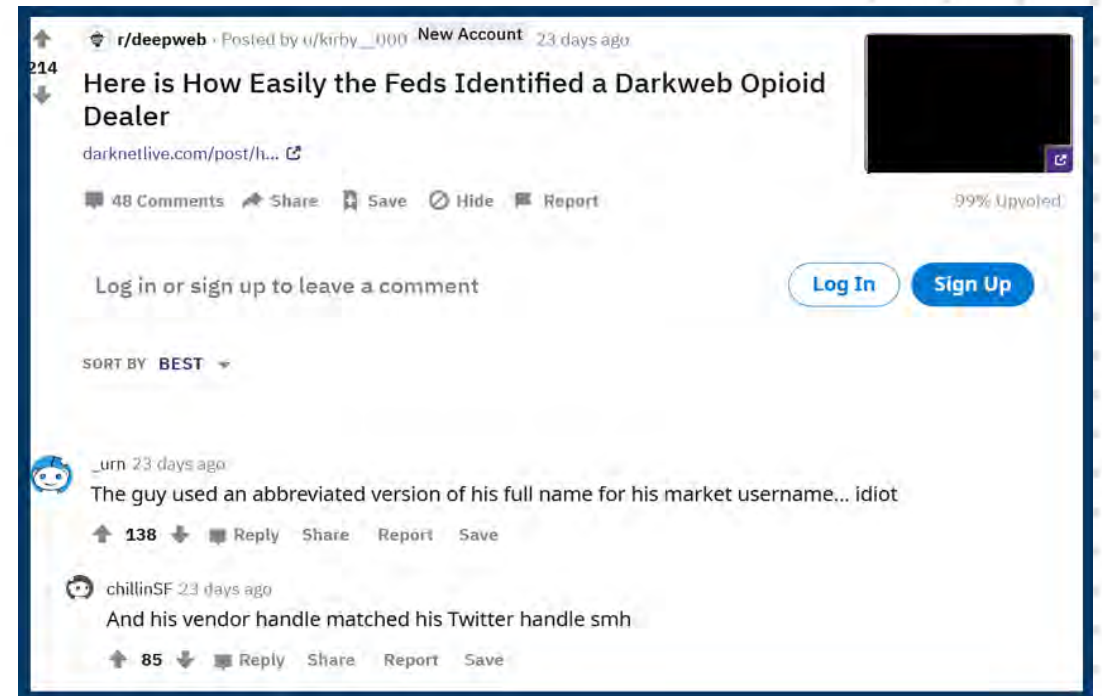 r/deepweb · Posted by u/kirby__000 New Account 23 days ago
214
Here is How Easily the Feds Identified a Darkweb Opioid
Dealer
darknetlive.com/post/h...
48 Comments Share Save Hide Report
99% Upvoted
Log in or sign up to leave a comment
Log In
Sign Up
SORT BY BEST
_urn 23 days ago
The guy used an abbreviated version of his full name for his market username... idiot
138 Reply Share Report Save
chillinSF 23 days ago
And his vendor handle matched his Twitter handle smh
85 Reply Share Report Save